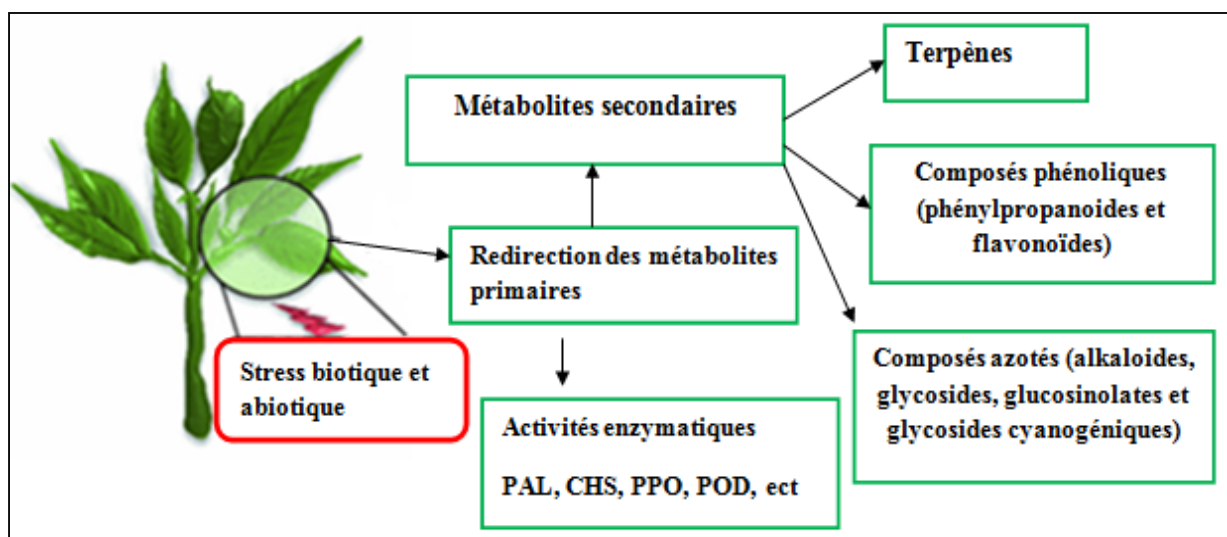 Terpènes
Métabolites secondaires
Composés phénoliques
(phénylpropanoides et
flavonoïdes)
Redirection des métabolites
primaires
Stress biotique et
abiotique
Composés azotés (alkaloides,
glycosides, glucosinolates et
glycosides cyanogéniques)
Activités enzymatiques
PAL, CHS, PPO, POD, ect